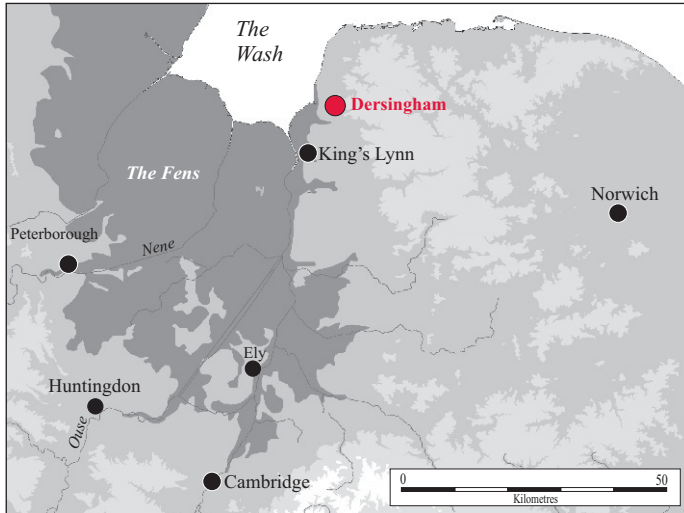 The
Wash
Dersingham
King's Lynn
The Fens
Norwich
Peterborough
Nene
Ely
Huntingdon
Ouse
Cambridge
0 50
Kilometres